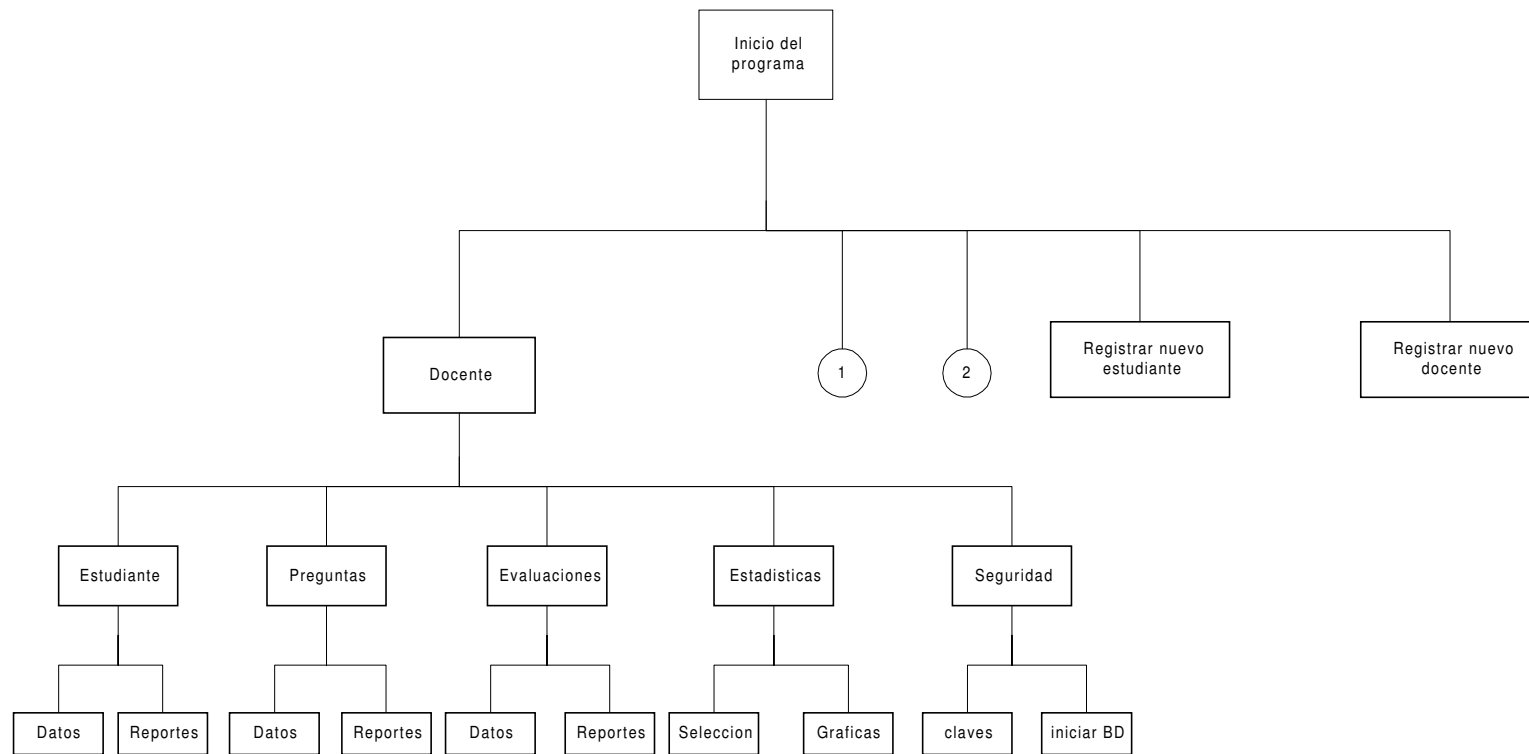 Inicio del
programa
Docente
1
2
Registrar nuevo
estudiante
Registrar nuevo
docente
Estudiante
Preguntas
Evaluaciones
Estadisticas
Seguridad
Datos
Reportes
Datos
Reportes
Datos
Reportes
Seleccion
Graficas
claves
iniciar BD